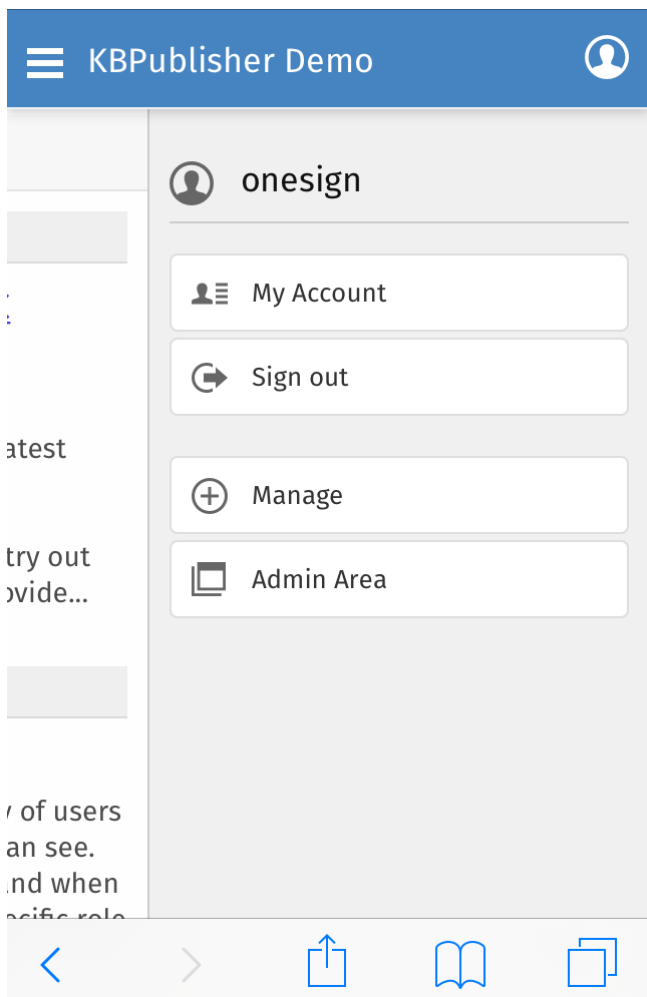 KBPublisher Demo
onesign
My Account
Sign out
Manage
Admin Area
atest
try out
ovide...
of users
an see.
nd when